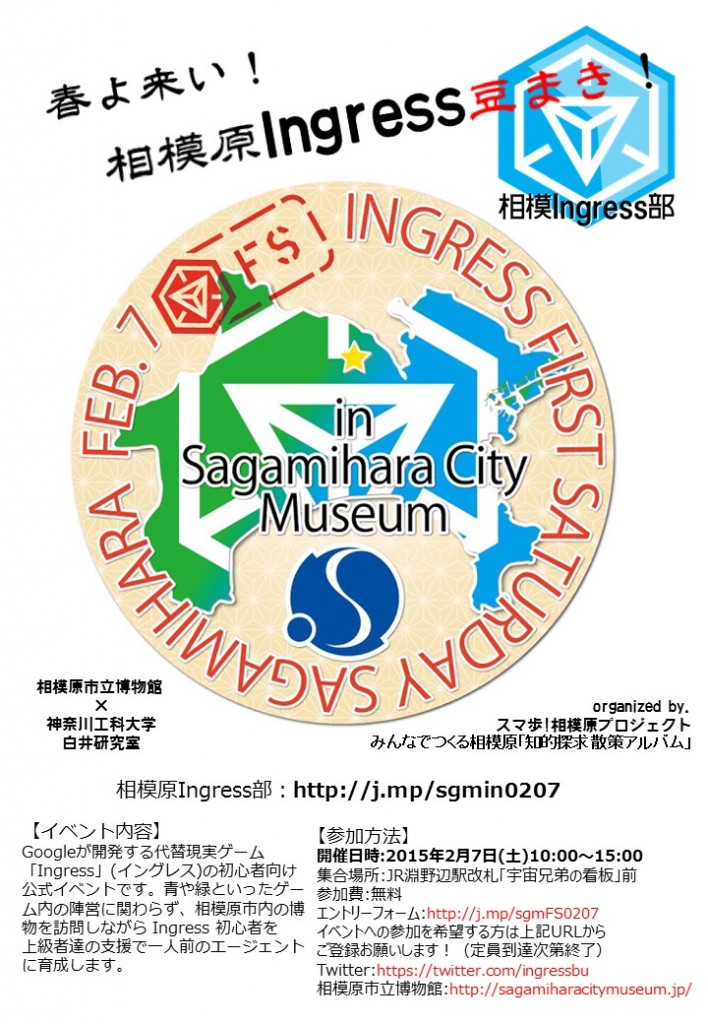 春よ来い！
相模原Ingress豆まき！
相模Ingress部
FS
INGRESS FIRST SATURDAY SAGAMIHARA FEB. 7
in
Sagamihara City
Museum
相模原市立博物館
×
神奈川工科大学
白井研究室
organized by.
スマ歩!相模原プロジェクト
みんなでつくる相模原「知的探求 散策アルバム」
相模原Ingress部：http://j.mp/sgmin0207
【イベント内容】
Googleが開発する代替現実ゲーム
「Ingress」(イングレス)の初心者向け
公式イベントです。青や緑といったゲー
ム内の陣営に関わらず、相模原市内の博
物を訪問しながら Ingress 初心者を
上級者達の支援で一人前のエージェント
に育成します。
【参加方法】
開催日時:2015年2月7日(土)10:00～15:00
集合場所:JR淵野辺駅改札「宇宙兄弟の看板」前
参加費:無料
エントリーフォーム:http://j.mp/sgmFS0207
イベントへの参加を希望する方は上記URLから
ご登録お願いします！（定員到達次第終了）
Twitter:https://twitter.com/ingressbu
相模原市立博物館:http://sagamiharacitymuseum.jp/